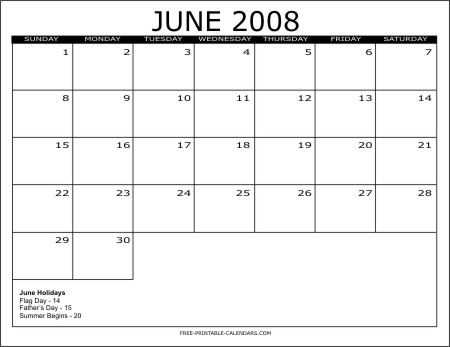 JUNE 2008
SUNDAY MONDAY TUESDAY WEDNESDAY THURSDAY FRIDAY SATURDAY
1 2 3 4 5 6 7
8 9 10 11 12 13 14
15 16 17 18 19 20 21
22 23 24 25 26 27 28
29 30
June Holidays
Flag Day - 14
Father's Day - 15
Summer Begins - 20
FREE-PRINTABLE-CALENDARS.COM